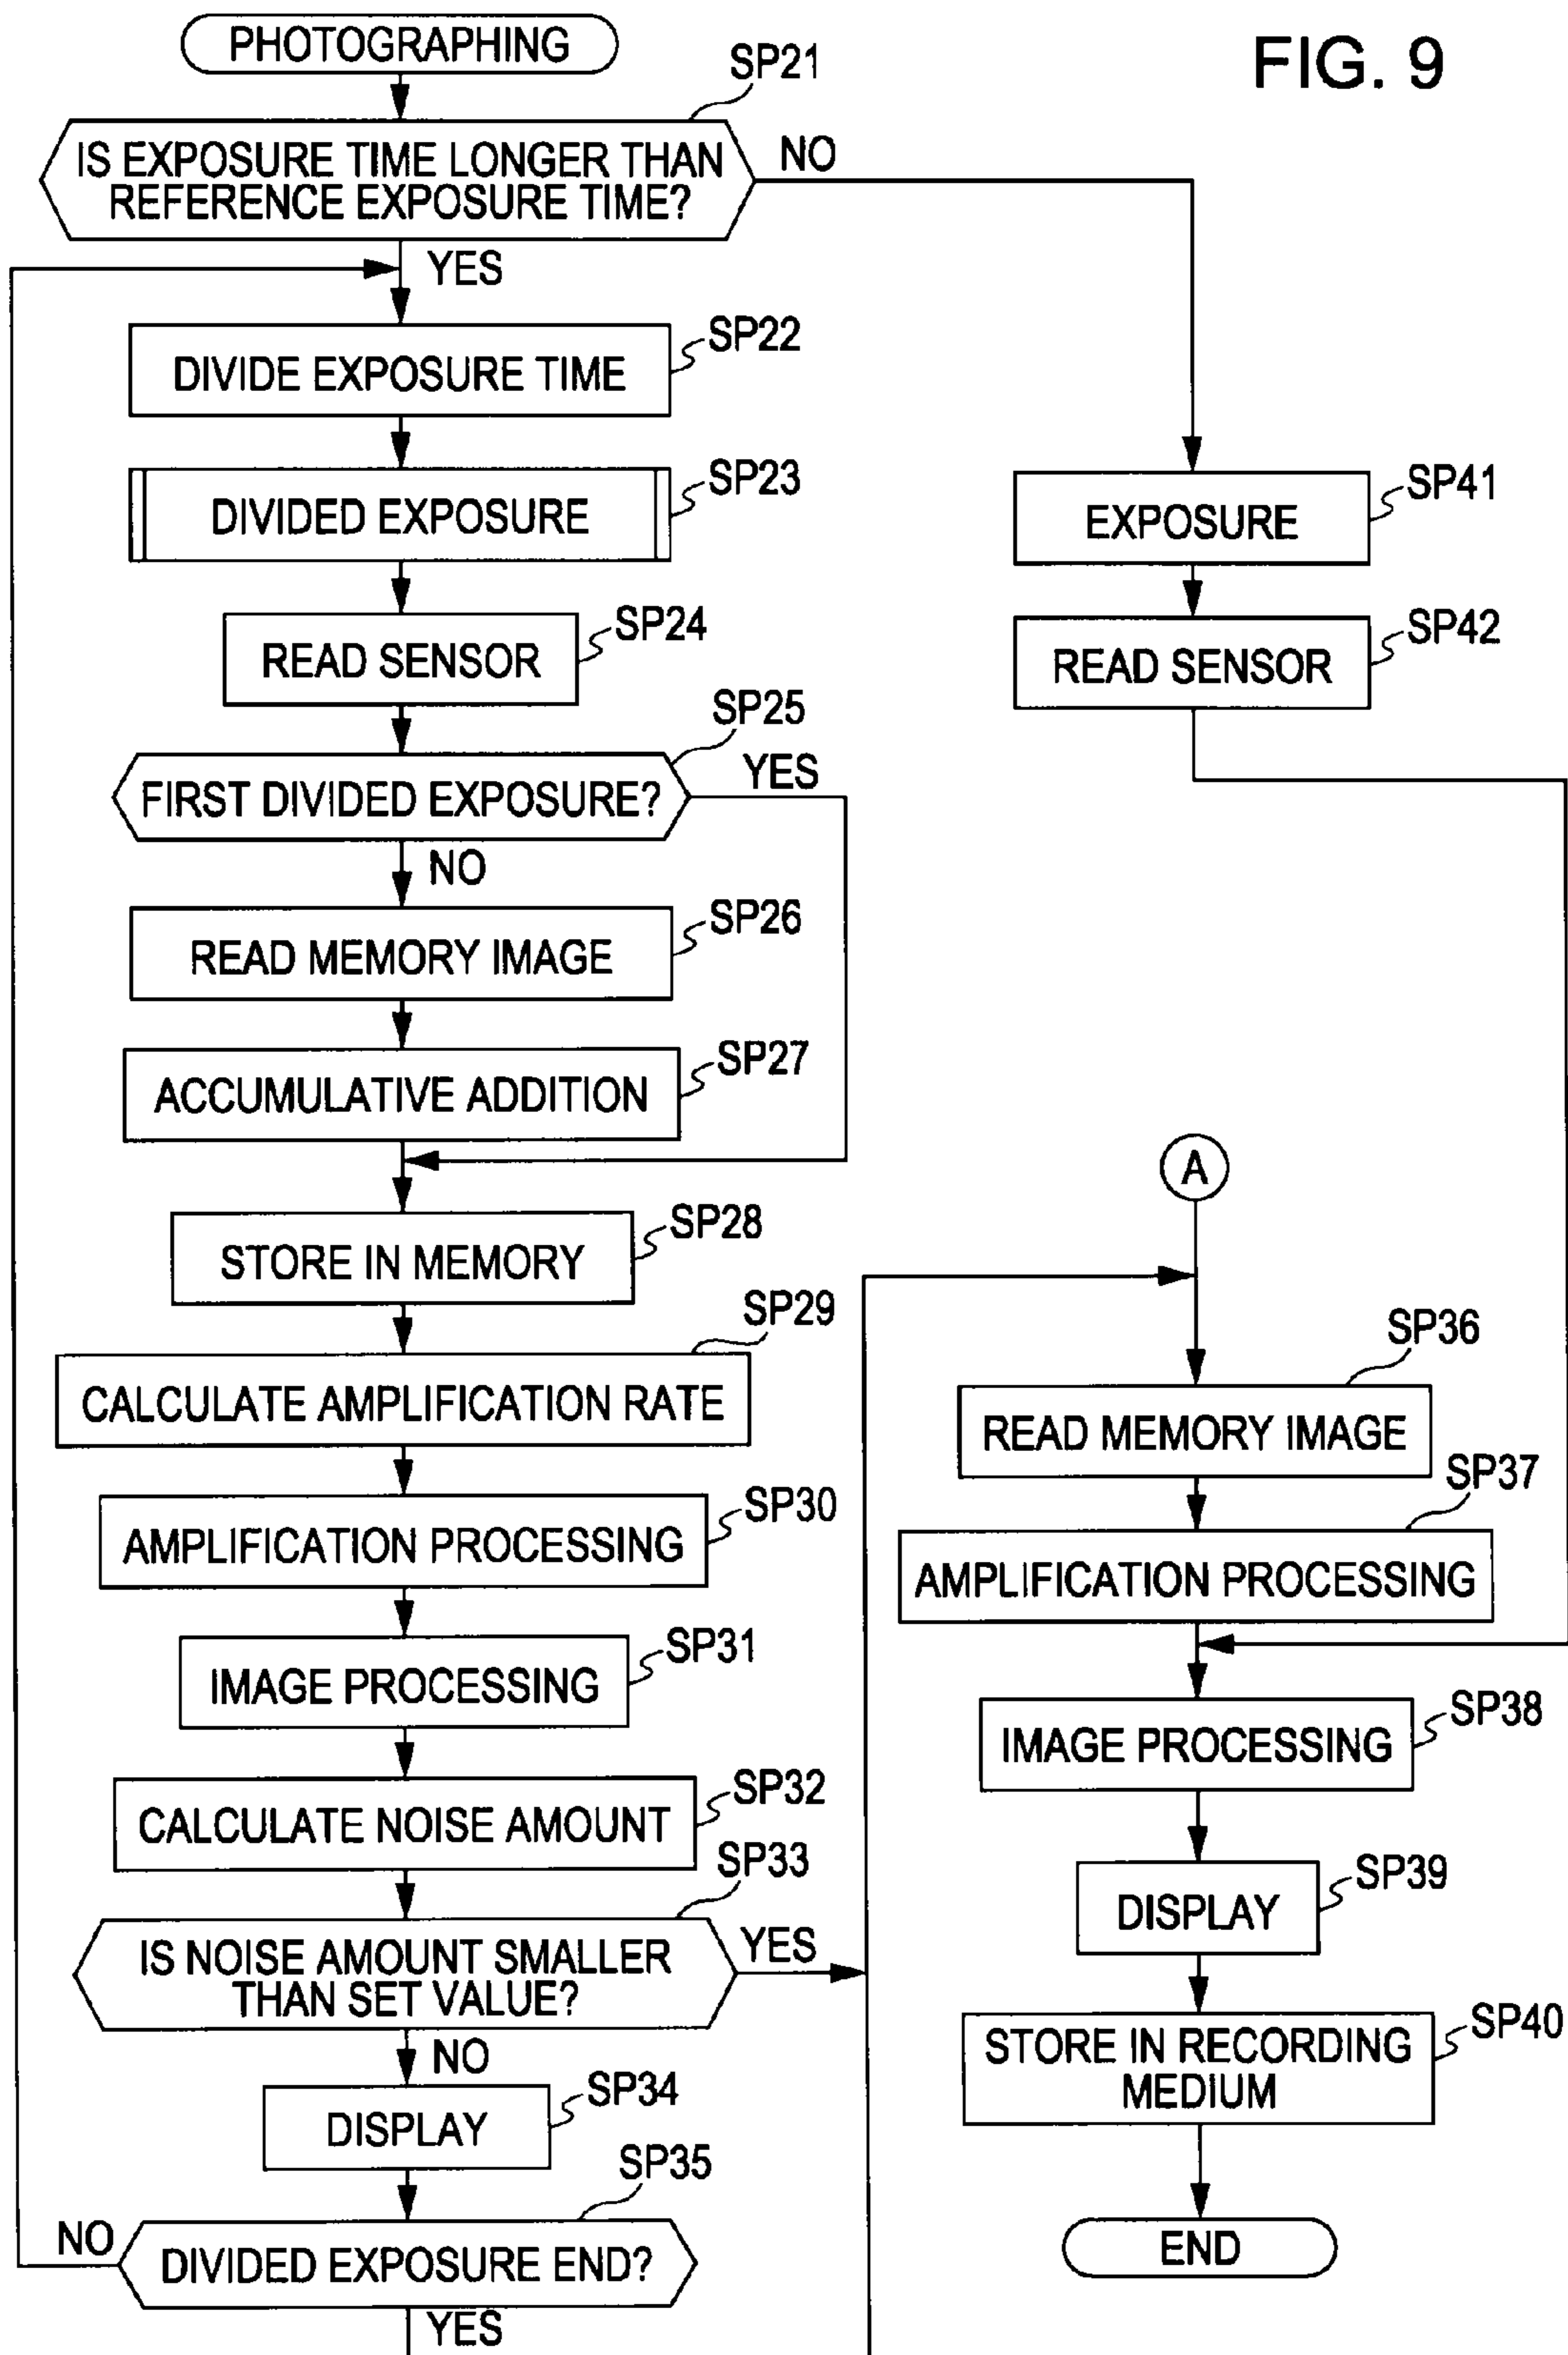 FIG. 9
PHOTOGRAPHING
SP21
IS EXPOSURE TIME LONGER THAN
REFERENCE EXPOSURE TIME?
NO
YES
SP22
DIVIDE EXPOSURE TIME
SP23
DIVIDED EXPOSURE
SP24
READ SENSOR
SP25
FIRST DIVIDED EXPOSURE?
YES
NO
SP26
READ MEMORY IMAGE
SP27
ACCUMULATIVE ADDITION
SP28
STORE IN MEMORY
SP29
CALCULATE AMPLIFICATION RATE
SP30
AMPLIFICATION PROCESSING
SP31
IMAGE PROCESSING
SP32
CALCULATE NOISE AMOUNT
SP33
IS NOISE AMOUNT SMALLER
THAN SET VALUE?
YES
NO
SP34
DISPLAY
SP35
DIVIDED EXPOSURE END?
NO
YES
SP41
EXPOSURE
SP42
READ SENSOR
A
SP36
READ MEMORY IMAGE
SP37
AMPLIFICATION PROCESSING
SP38
IMAGE PROCESSING
SP39
DISPLAY
SP40
STORE IN RECORDING
MEDIUM
END